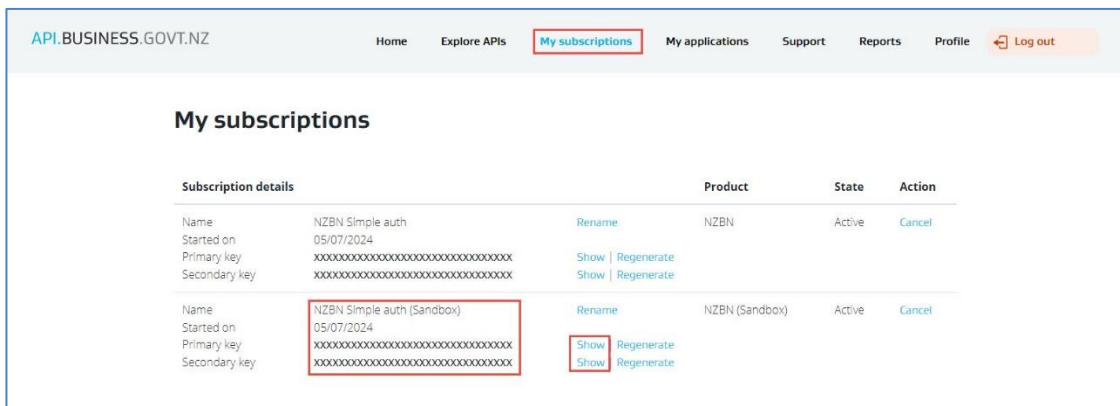 API.BUSINESS.GOVT.NZ Home Explore APIs My subscriptions My applications Support Reports Profile Log out
My subscriptions
Subscription details Product State Action
Name NZBN Simple auth Rename NZBN Active Cancel
Started on 05/07/2024
Primary key XXXXXXXXXXXXXXXXXXXXXXXXXXXXXXXX Show | Regenerate
Secondary key XXXXXXXXXXXXXXXXXXXXXXXXXXXXXXXX Show | Regenerate
Name NZBN Simple auth (Sandbox) Rename NZBN (Sandbox) Active Cancel
Started on 05/07/2024
Primary key XXXXXXXXXXXXXXXXXXXXXXXXXXXXXXXX Show | Regenerate
Secondary key XXXXXXXXXXXXXXXXXXXXXXXXXXXXXXXX Show | Regenerate